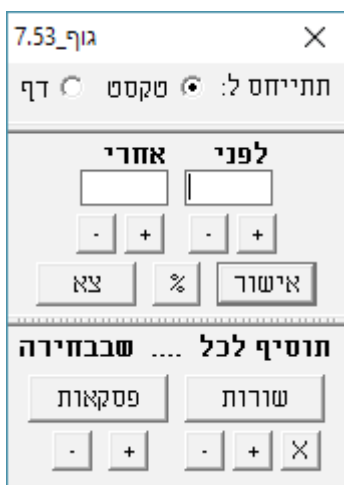 גוף_7.53
תתייחס ל: טקסט דף
לפני אחרי
+ - + -
אישור % צא
תוסיף לכל .... שבבחירה
שורות פסקאות
X + - + -